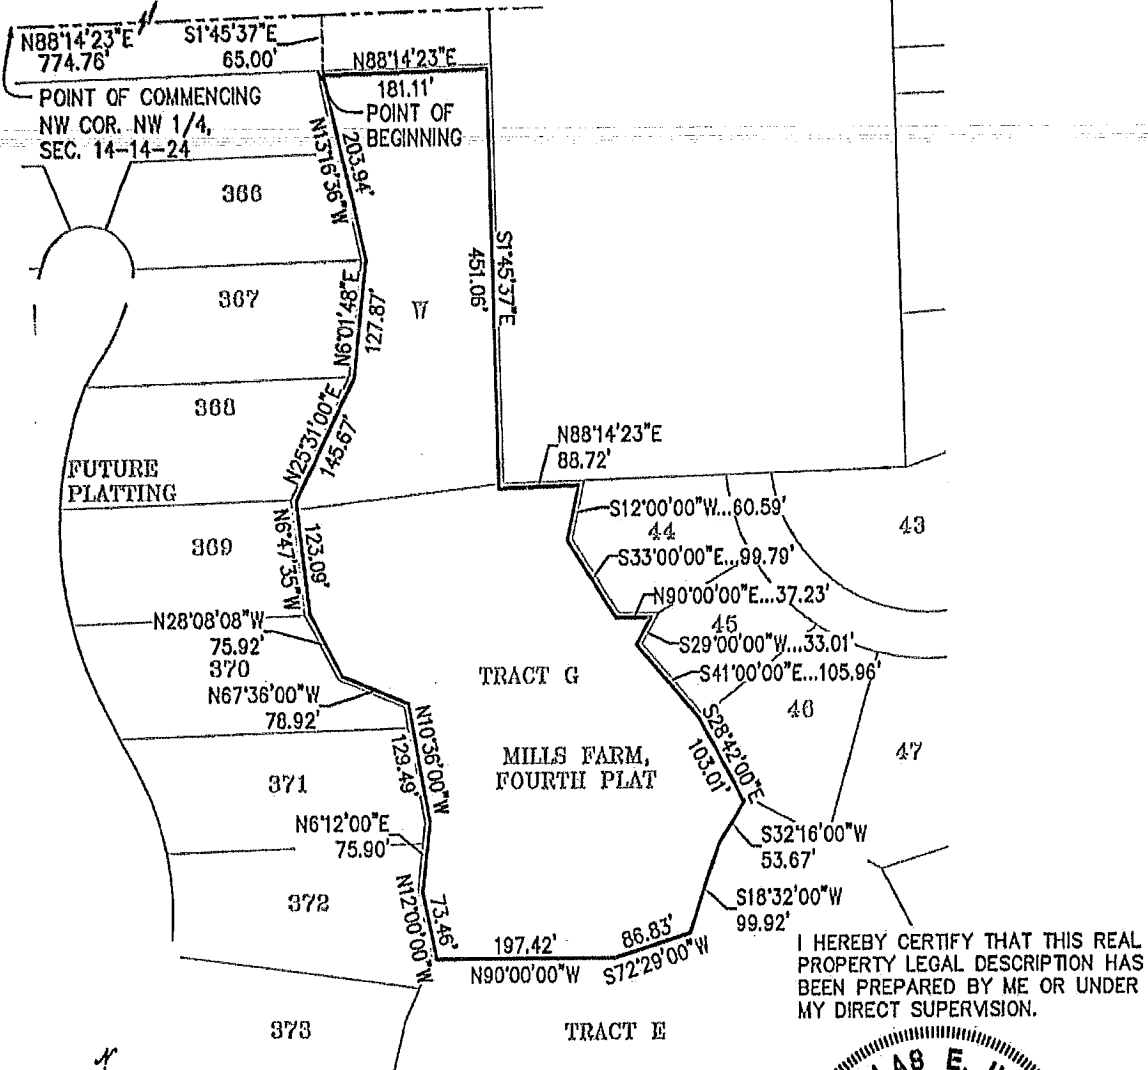 N88°14'23"E
774.76'
S1°45'37"E
65.00'
N88°14'23"E
181.11'
POINT OF COMMENCING
NW COR. NW 1/4,
SEC. 14-14-24
POINT OF
BEGINNING
N13°16'36"W
203.94'
366
367
W
S1°45'37"E
451.06'
N6°01'48"E
127.87'
368
N25°31'00"E
145.67'
FUTURE
PLATTING
N88°14'23"E
88.72'
S12°00'00"W...60.59'
44
43
S33°00'00"E...99.79'
369
N6°47'35"W
123.09'
N90°00'00"E...37.23'
45
N28°08'08"W
75.92'
370
S29°00'00"W...33.01'
S41°00'00"E...105.96'
TRACT G
N67°36'00"W
78.92'
46
S28°42'00"E
103.01'
N10°36'00"W
129.49'
MILLS FARM,
FOURTH PLAT
47
371
N6°12'00"E
75.90'
S32°16'00"W
53.67'
372
N12°00'00"W
73.46'
S18°32'00"W
99.92'
197.42'
N90°00'00"W
86.83'
S72°29'00"W
I HEREBY CERTIFY THAT THIS REAL
PROPERTY LEGAL DESCRIPTION HAS
BEEN PREPARED BY ME OR UNDER
MY DIRECT SUPERVISION.
373
TRACT E
E.